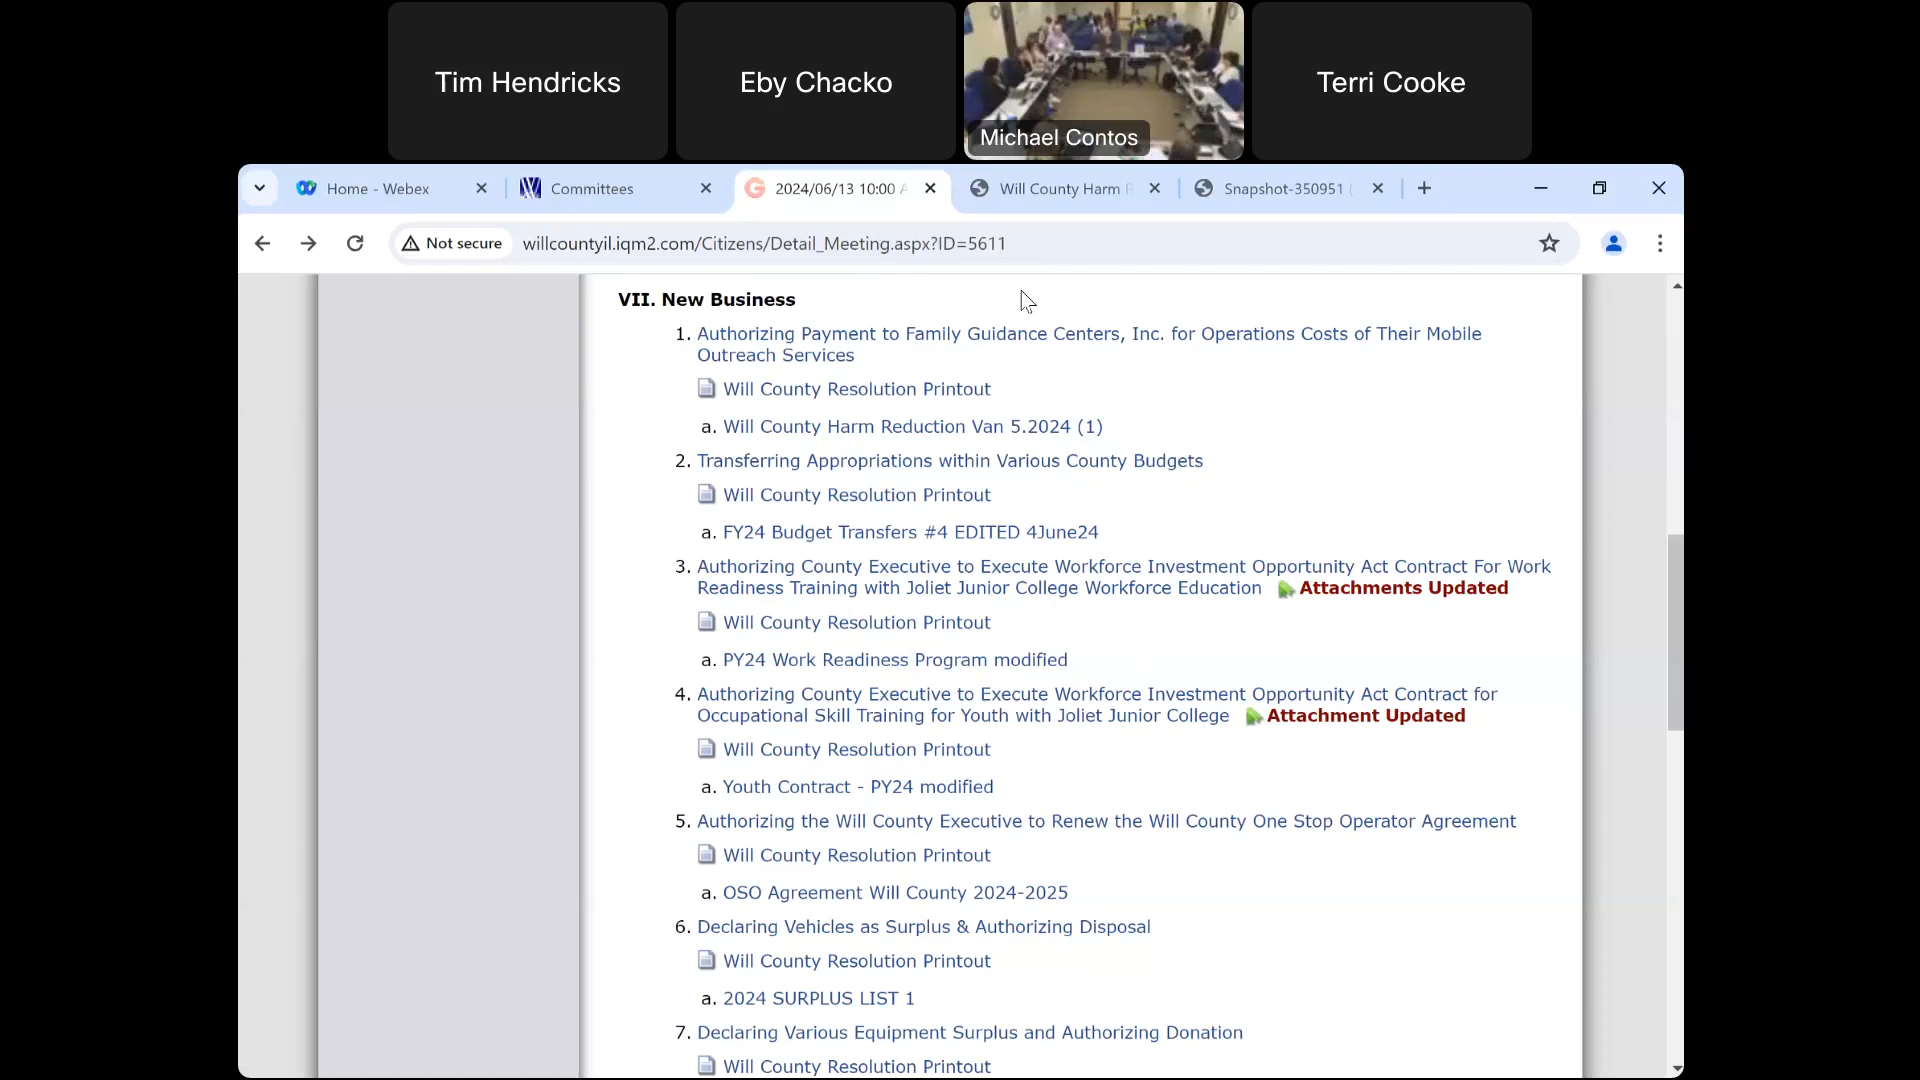 Tim Hendricks
Eby Chacko
Michael Contos
Terri Cooke
Home - Webex
Committees
2024/06/13 10:00 A
Will County Harm R
Snapshot-350951 (
Not secure
willcountyil.iqm2.com/Citizens/Detail_Meeting.aspx?ID=5611
VII. New Business
1. Authorizing Payment to Family Guidance Centers, Inc. for Operations Costs of Their Mobile
Outreach Services
Will County Resolution Printout
a. Will County Harm Reduction Van 5.2024 (1)
2. Transferring Appropriations within Various County Budgets
Will County Resolution Printout
a. FY24 Budget Transfers #4 EDITED 4June24
3. Authorizing County Executive to Execute Workforce Investment Opportunity Act Contract For Work
Readiness Training with Joliet Junior College Workforce Education Attachments Updated
Will County Resolution Printout
a. PY24 Work Readiness Program modified
4. Authorizing County Executive to Execute Workforce Investment Opportunity Act Contract for
Occupational Skill Training for Youth with Joliet Junior College Attachment Updated
Will County Resolution Printout
a. Youth Contract - PY24 modified
5. Authorizing the Will County Executive to Renew the Will County One Stop Operator Agreement
Will County Resolution Printout
a. OSO Agreement Will County 2024-2025
6. Declaring Vehicles as Surplus & Authorizing Disposal
Will County Resolution Printout
a. 2024 SURPLUS LIST 1
7. Declaring Various Equipment Surplus and Authorizing Donation
Will County Resolution Printout